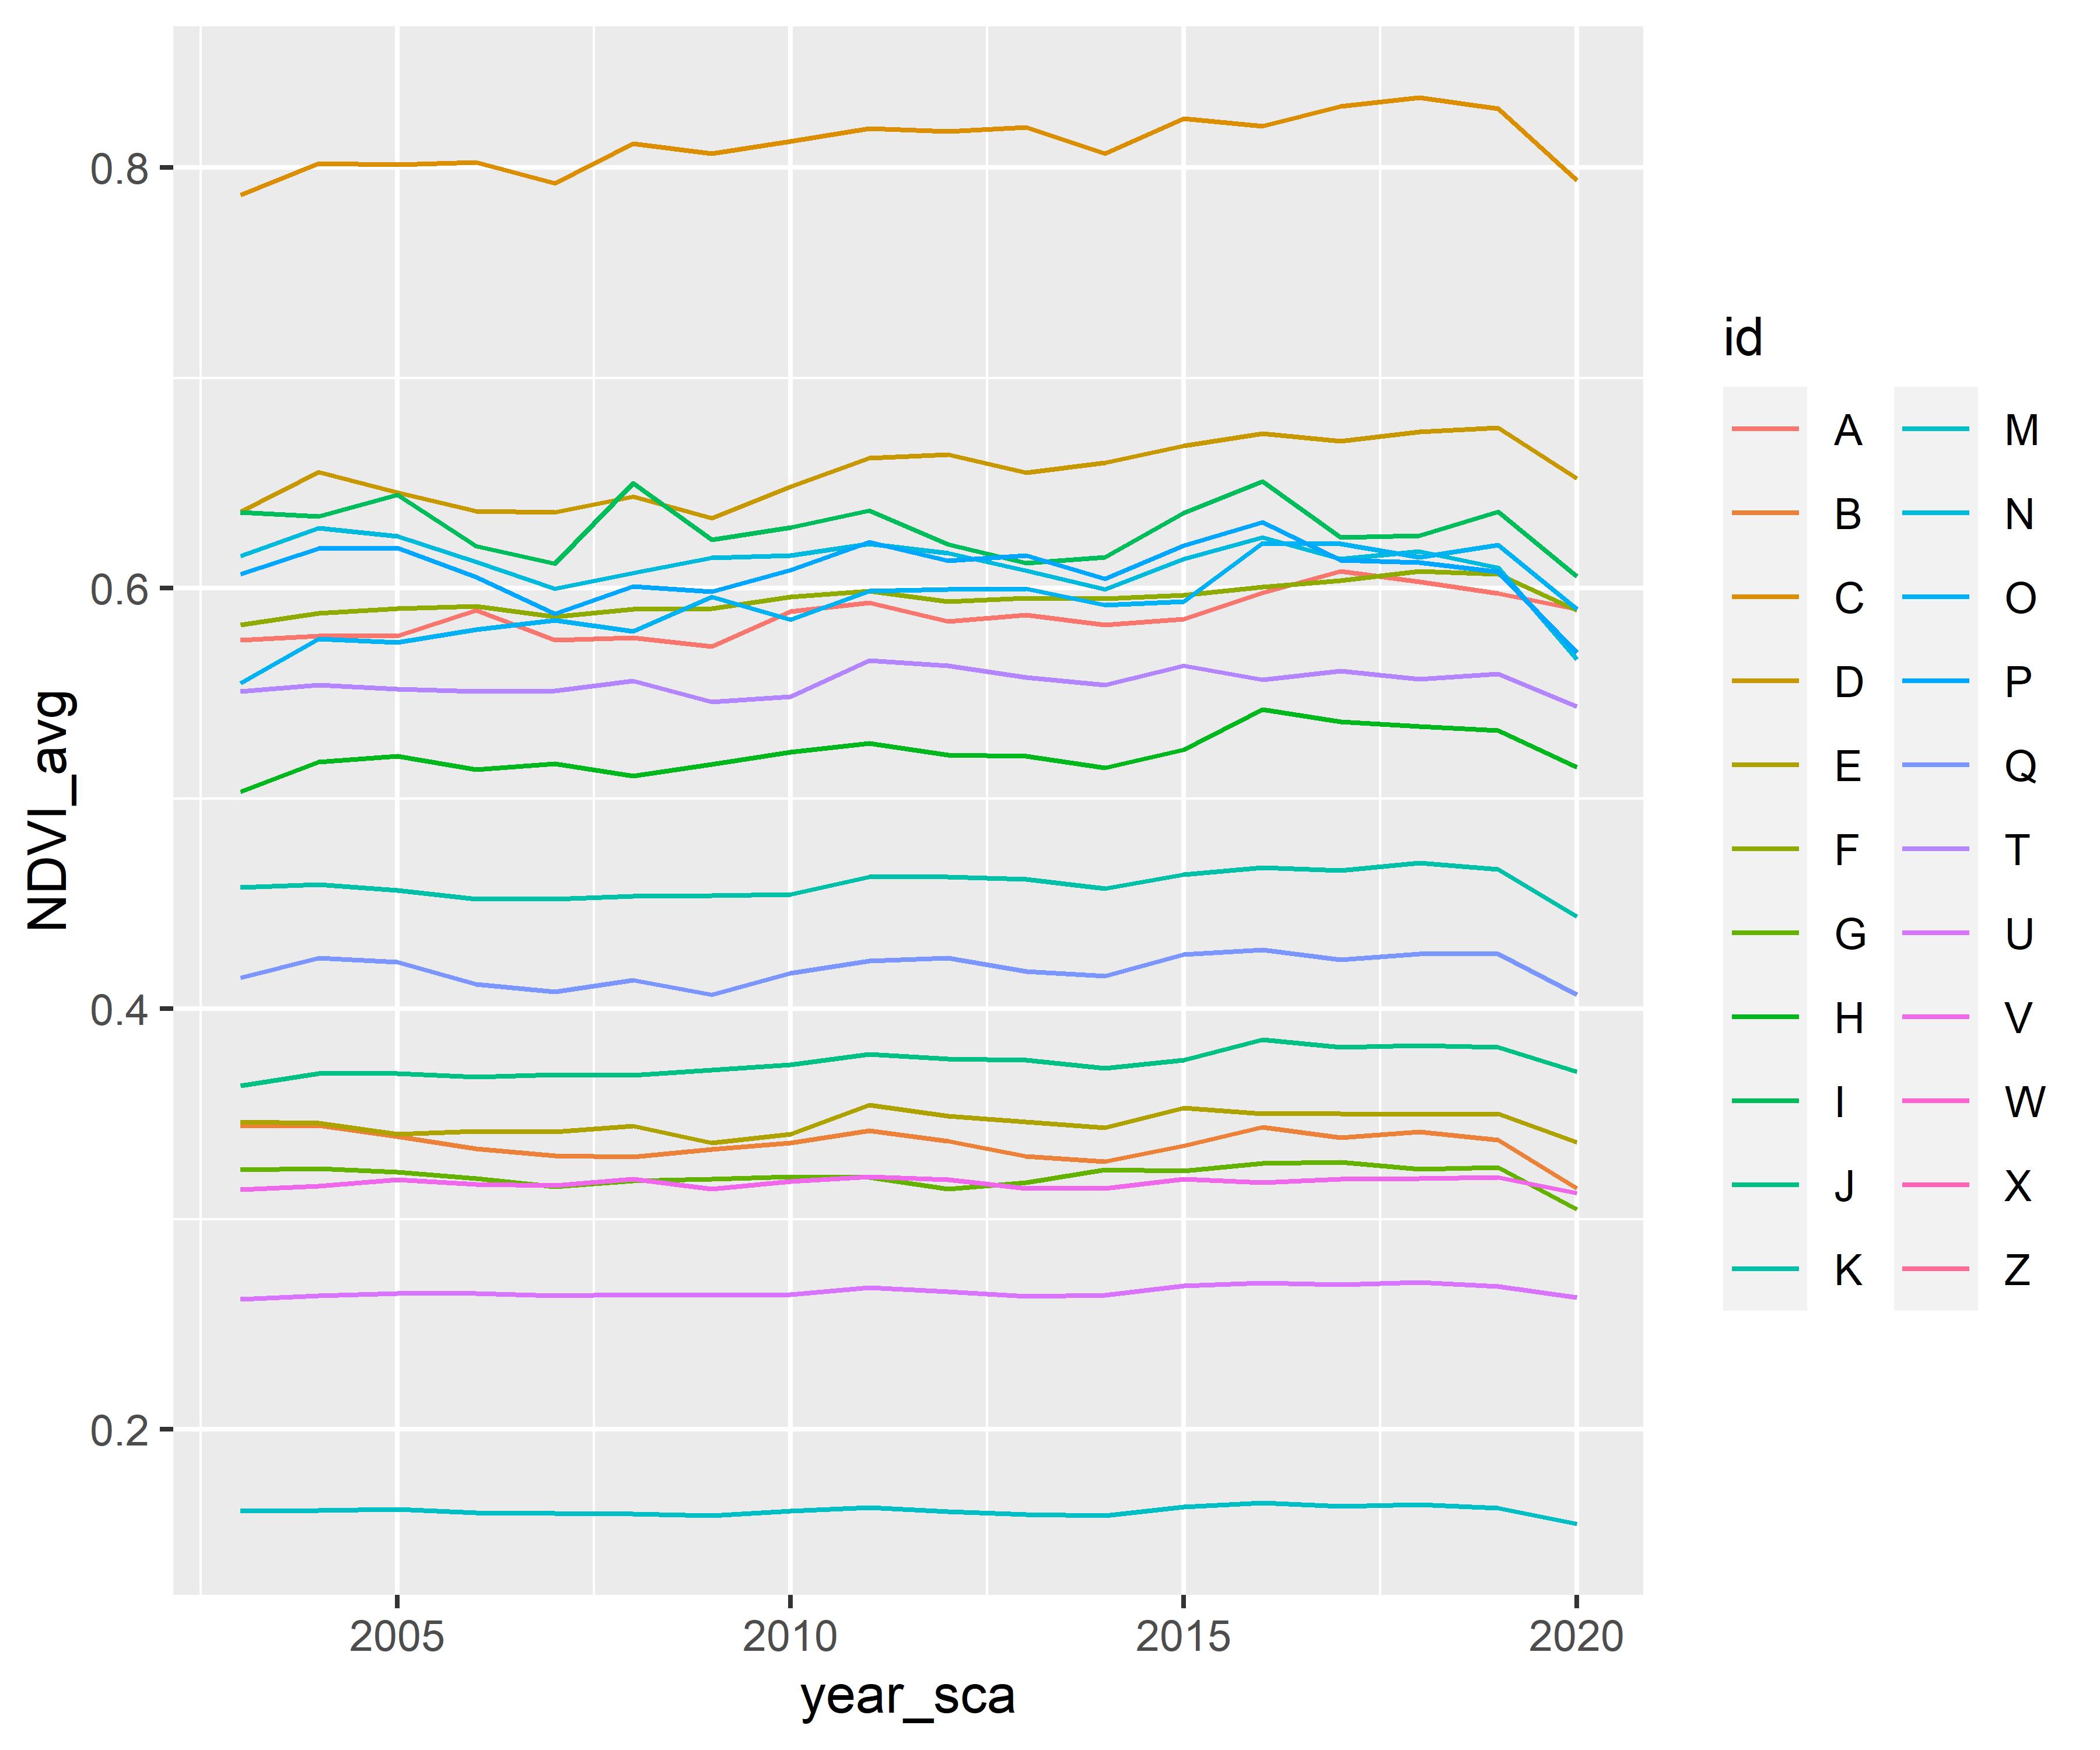 0.8
0.6
0.4
0.2
NDVI_avg
2005 2010 2015 2020
year_sca
id
A M
B N
C O
D P
E Q
F T
G U
H V
I W
J X
K Z